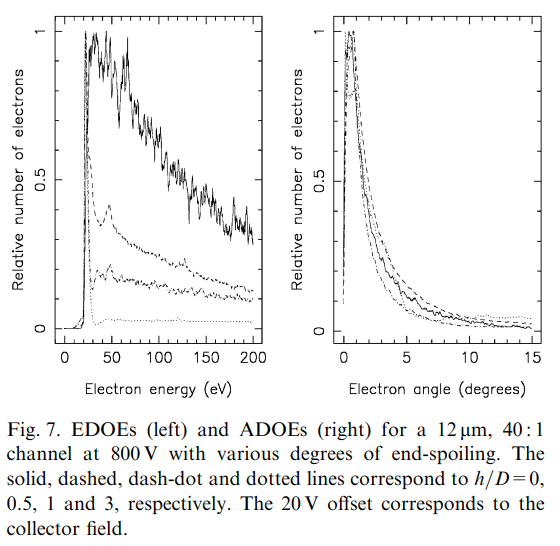 1
0.5
0
Relative number of electrons
0 50 100 150 200
Electron energy (eV)
1
0.5
0
Relative number of electrons
0 5 10 15
Electron angle (degrees)
Fig. 7. EDOEs (left) and ADOEs (right) for a 12 μm, 40 : 1
channel at 800 V with various degrees of end-spoiling. The
solid, dashed, dash-dot and dotted lines correspond to h/D = 0,
0.5, 1 and 3, respectively. The 20 V offset corresponds to the
collector field.